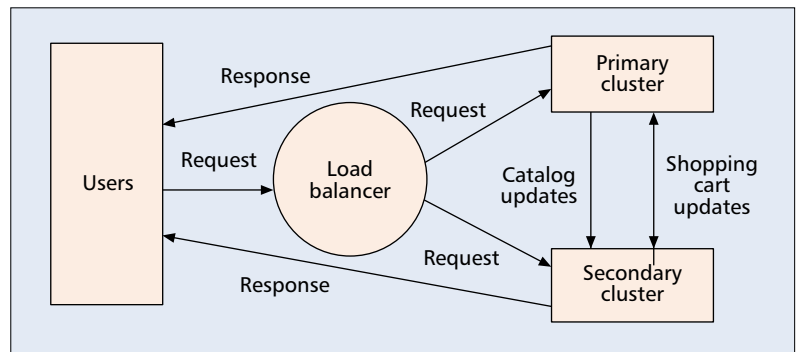 Response
Primary
cluster
Request
Request
Users
Load
balancer
Catalog
updates
Shopping
cart
updates
Request
Response
Secondary
cluster